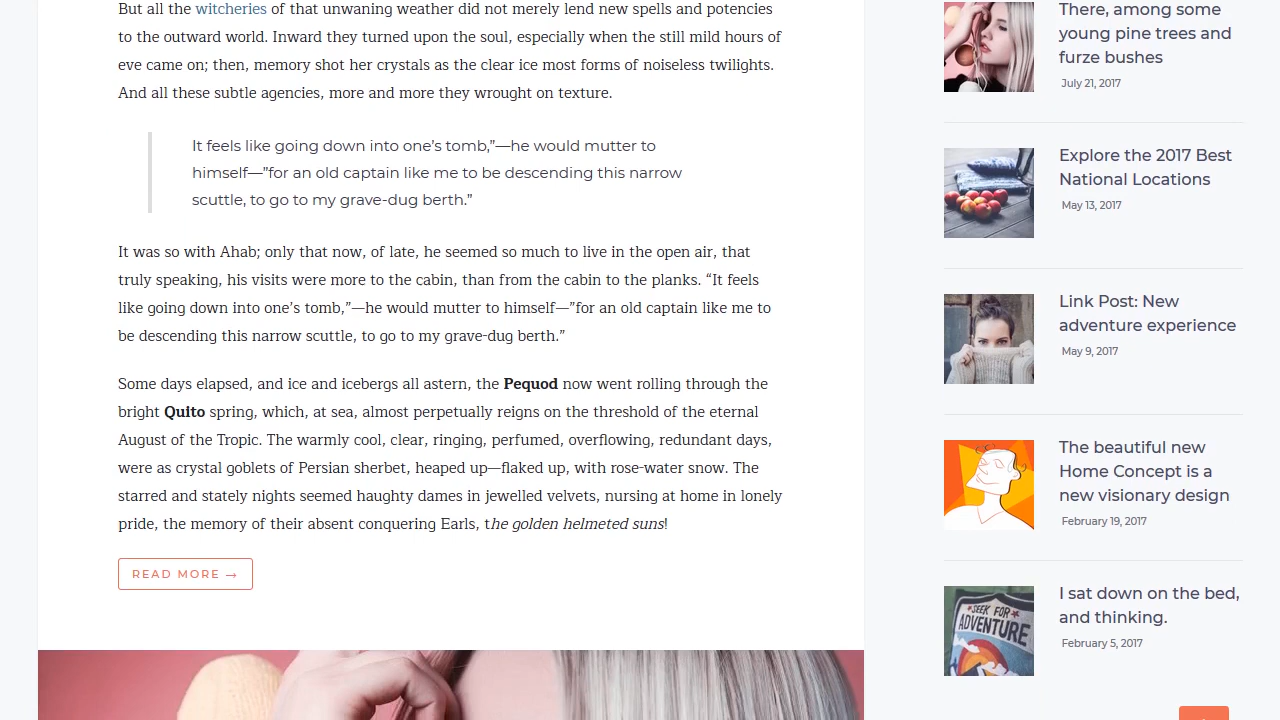 But all the witcheries of that unwaning weather did not merely lend new spells and potencies
to the outward world. Inward they turned upon the soul, especially when the still mild hours of
eve came on; then, memory shot her crystals as the clear ice most forms of noiseless twilights.
And all these subtle agencies, more and more they wrought on texture.
It feels like going down into one’s tomb,”—he would mutter to
himself—”for an old captain like me to be descending this narrow
scuttle, to go to my grave-dug berth.”
It was so with Ahab; only that now, of late, he seemed so much to live in the open air, that
truly speaking, his visits were more to the cabin, than from the cabin to the planks. “It feels
like going down into one’s tomb,”—he would mutter to himself—”for an old captain like me to
be descending this narrow scuttle, to go to my grave-dug berth.”
Some days elapsed, and ice and icebergs all astern, the Pequod now went rolling through the
bright Quito spring, which, at sea, almost perpetually reigns on the threshold of the eternal
August of the Tropic. The warmly cool, clear, ringing, perfumed, overflowing, redundant days,
were as crystal goblets of Persian sherbet, heaped up—flaked up, with rose-water snow. The
starred and stately nights seemed haughty dames in jewelled velvets, nursing at home in lonely
pride, the memory of their absent conquering Earls, the golden helmeted suns!
READ MORE →
There, among some
young pine trees and
furze bushes
July 21, 2017
Explore the 2017 Best
National Locations
May 13, 2017
Link Post: New
adventure experience
May 9, 2017
The beautiful new
Home Concept is a
new visionary design
February 19, 2017
SEEK FOR
ADVENTURE
I sat down on the bed,
and thinking.
February 5, 2017